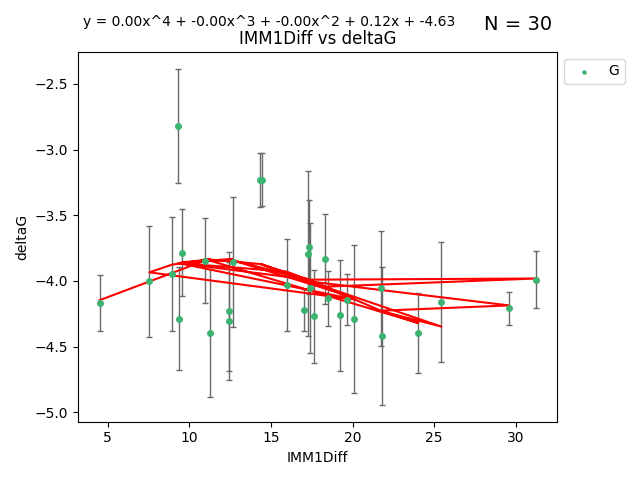 y = 0.00x^4 + -0.00x^3 + -0.00x^2 + 0.12x + -4.63
N = 30
IMM1Diff vs deltaG
G
deltaG
−2.5
−3.0
−3.5
−4.0
−4.5
−5.0
5 10 15 20 25 30
IMM1Diff